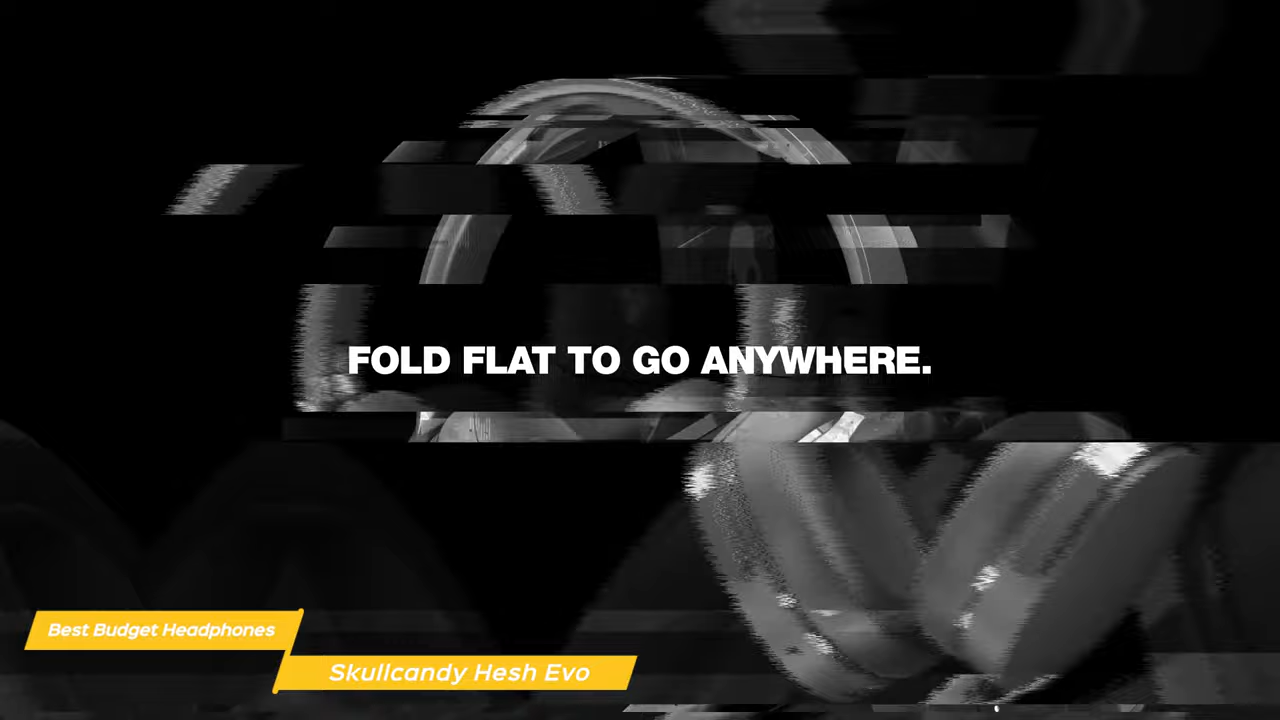 FOLD FLAT TO GO ANYWHERE.
Best Budget Headphones
Skullcandy Hesh Evo